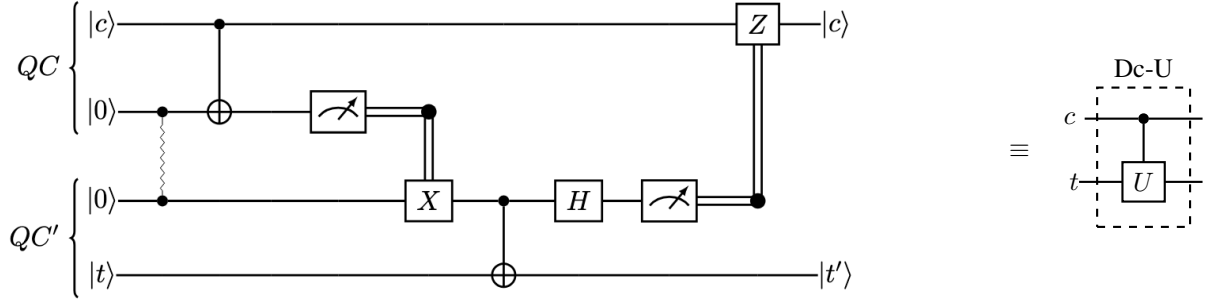 |c⟩ Z |c⟩
QC
|0⟩
|0⟩ X H
QC′
|t⟩ |t′⟩
≡
Dc-U
c
t U